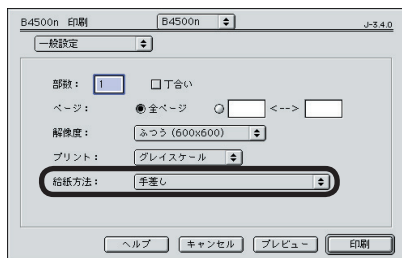 B4500n 印刷 B4500n J-3.4.0
一般設定
部数： 1 丁合い
ページ： 全ページ <-->
解像度： ふつう (600x600)
プリント： グレイスケール
給紙方法： 手差し
ヘルプ キャンセル プレビュー 印刷